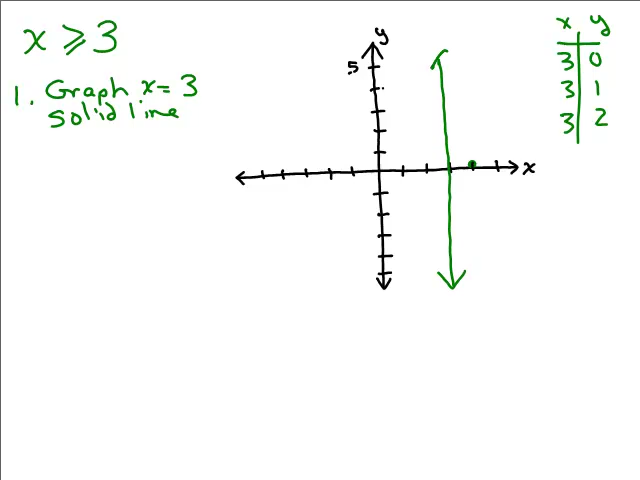 x ≥ 3
1. Graph x = 3
solid line
y
.5
x
x y
3 0
3 1
3 2